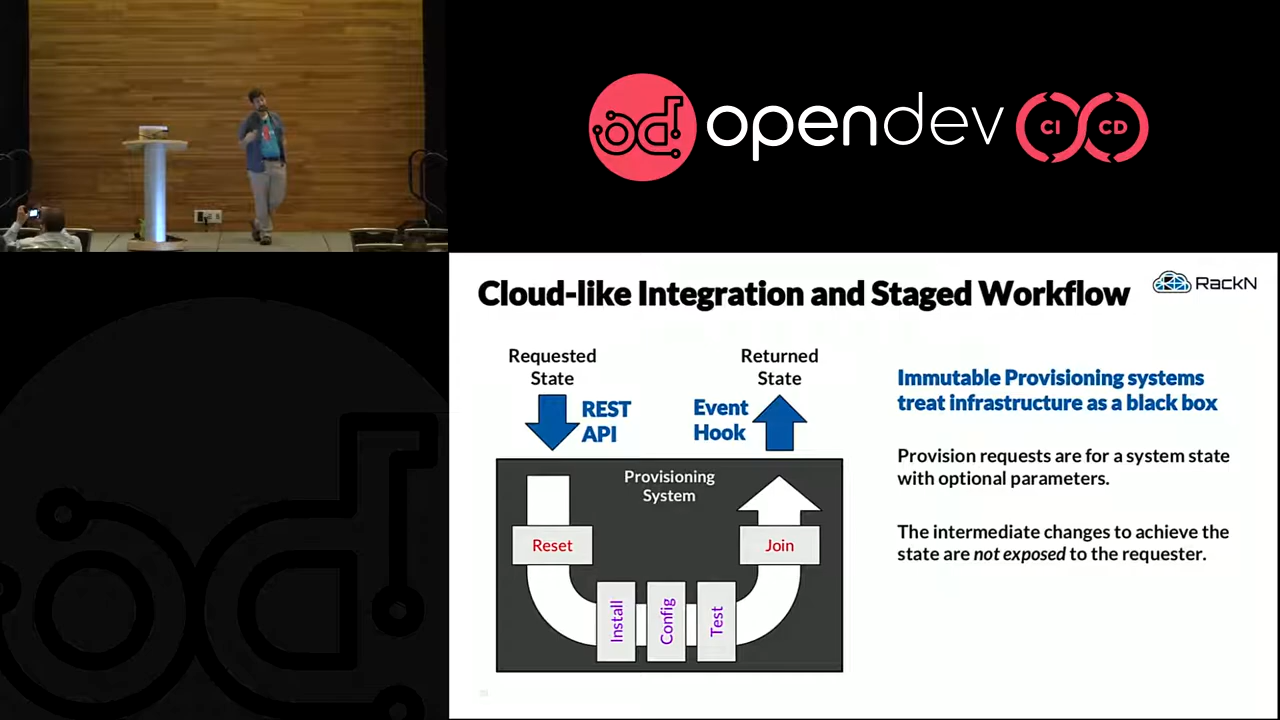 od
opendev
CI
CD
Cloud-like Integration and Staged Workflow
RackN
Requested
State
REST
API
Returned
State
Event
Hook
Provisioning
System
Reset
Install
Config
Test
Join
Immutable Provisioning systems
treat infrastructure as a black box
Provision requests are for a system state
with optional parameters.
The intermediate changes to achieve the
state are not exposed to the requester.